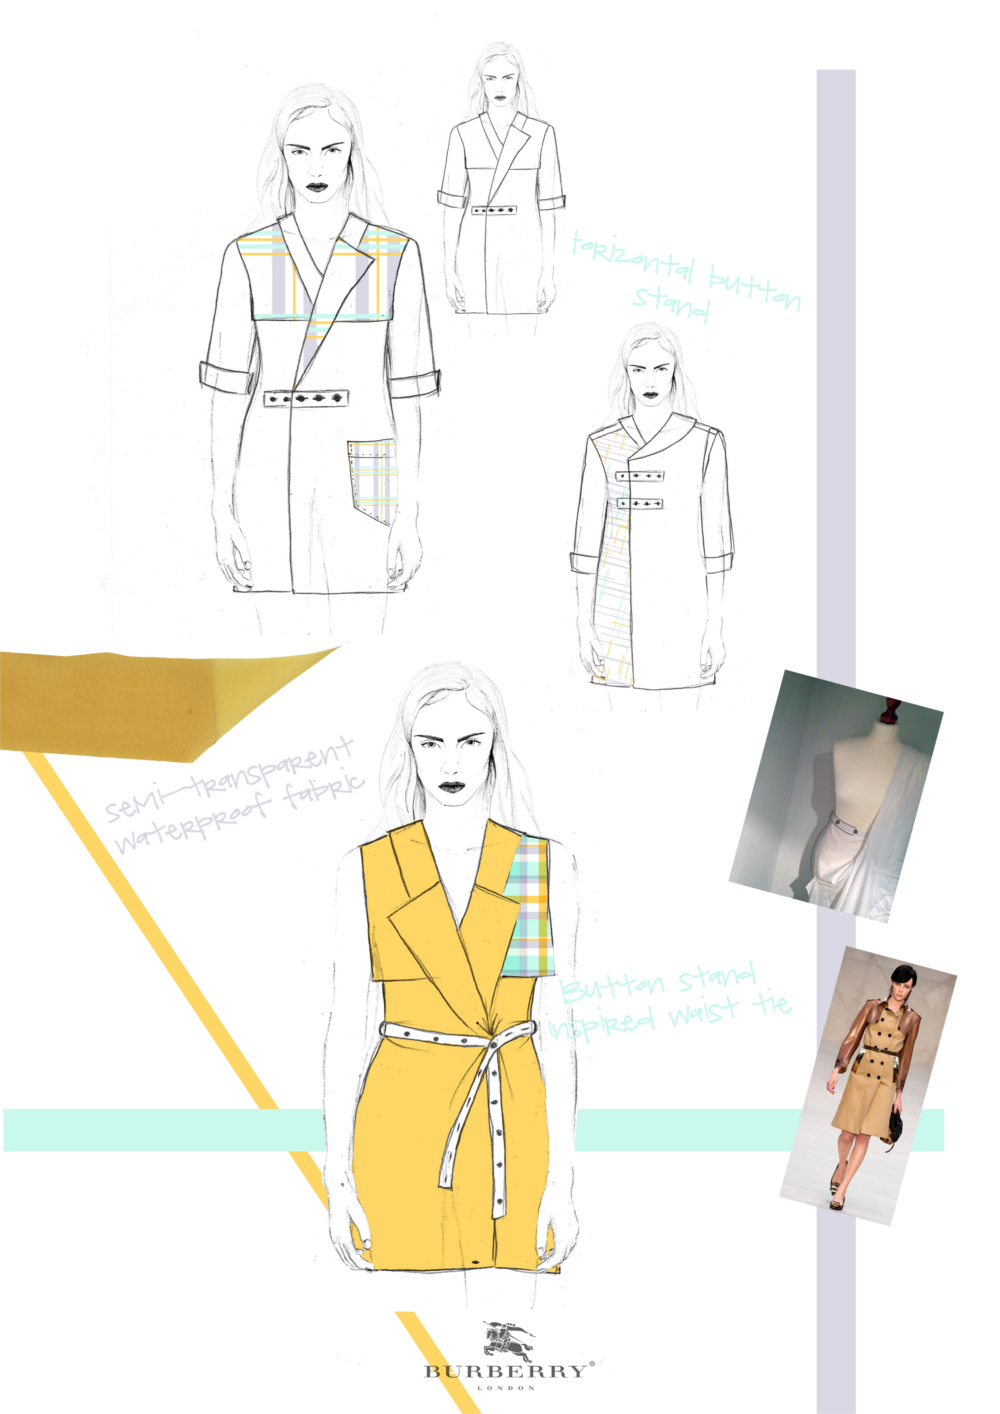 Horizontal button
stand
semi-transparent
waterproof fabric
Button stand
inspired waist tie
BURBERRY®
LONDON